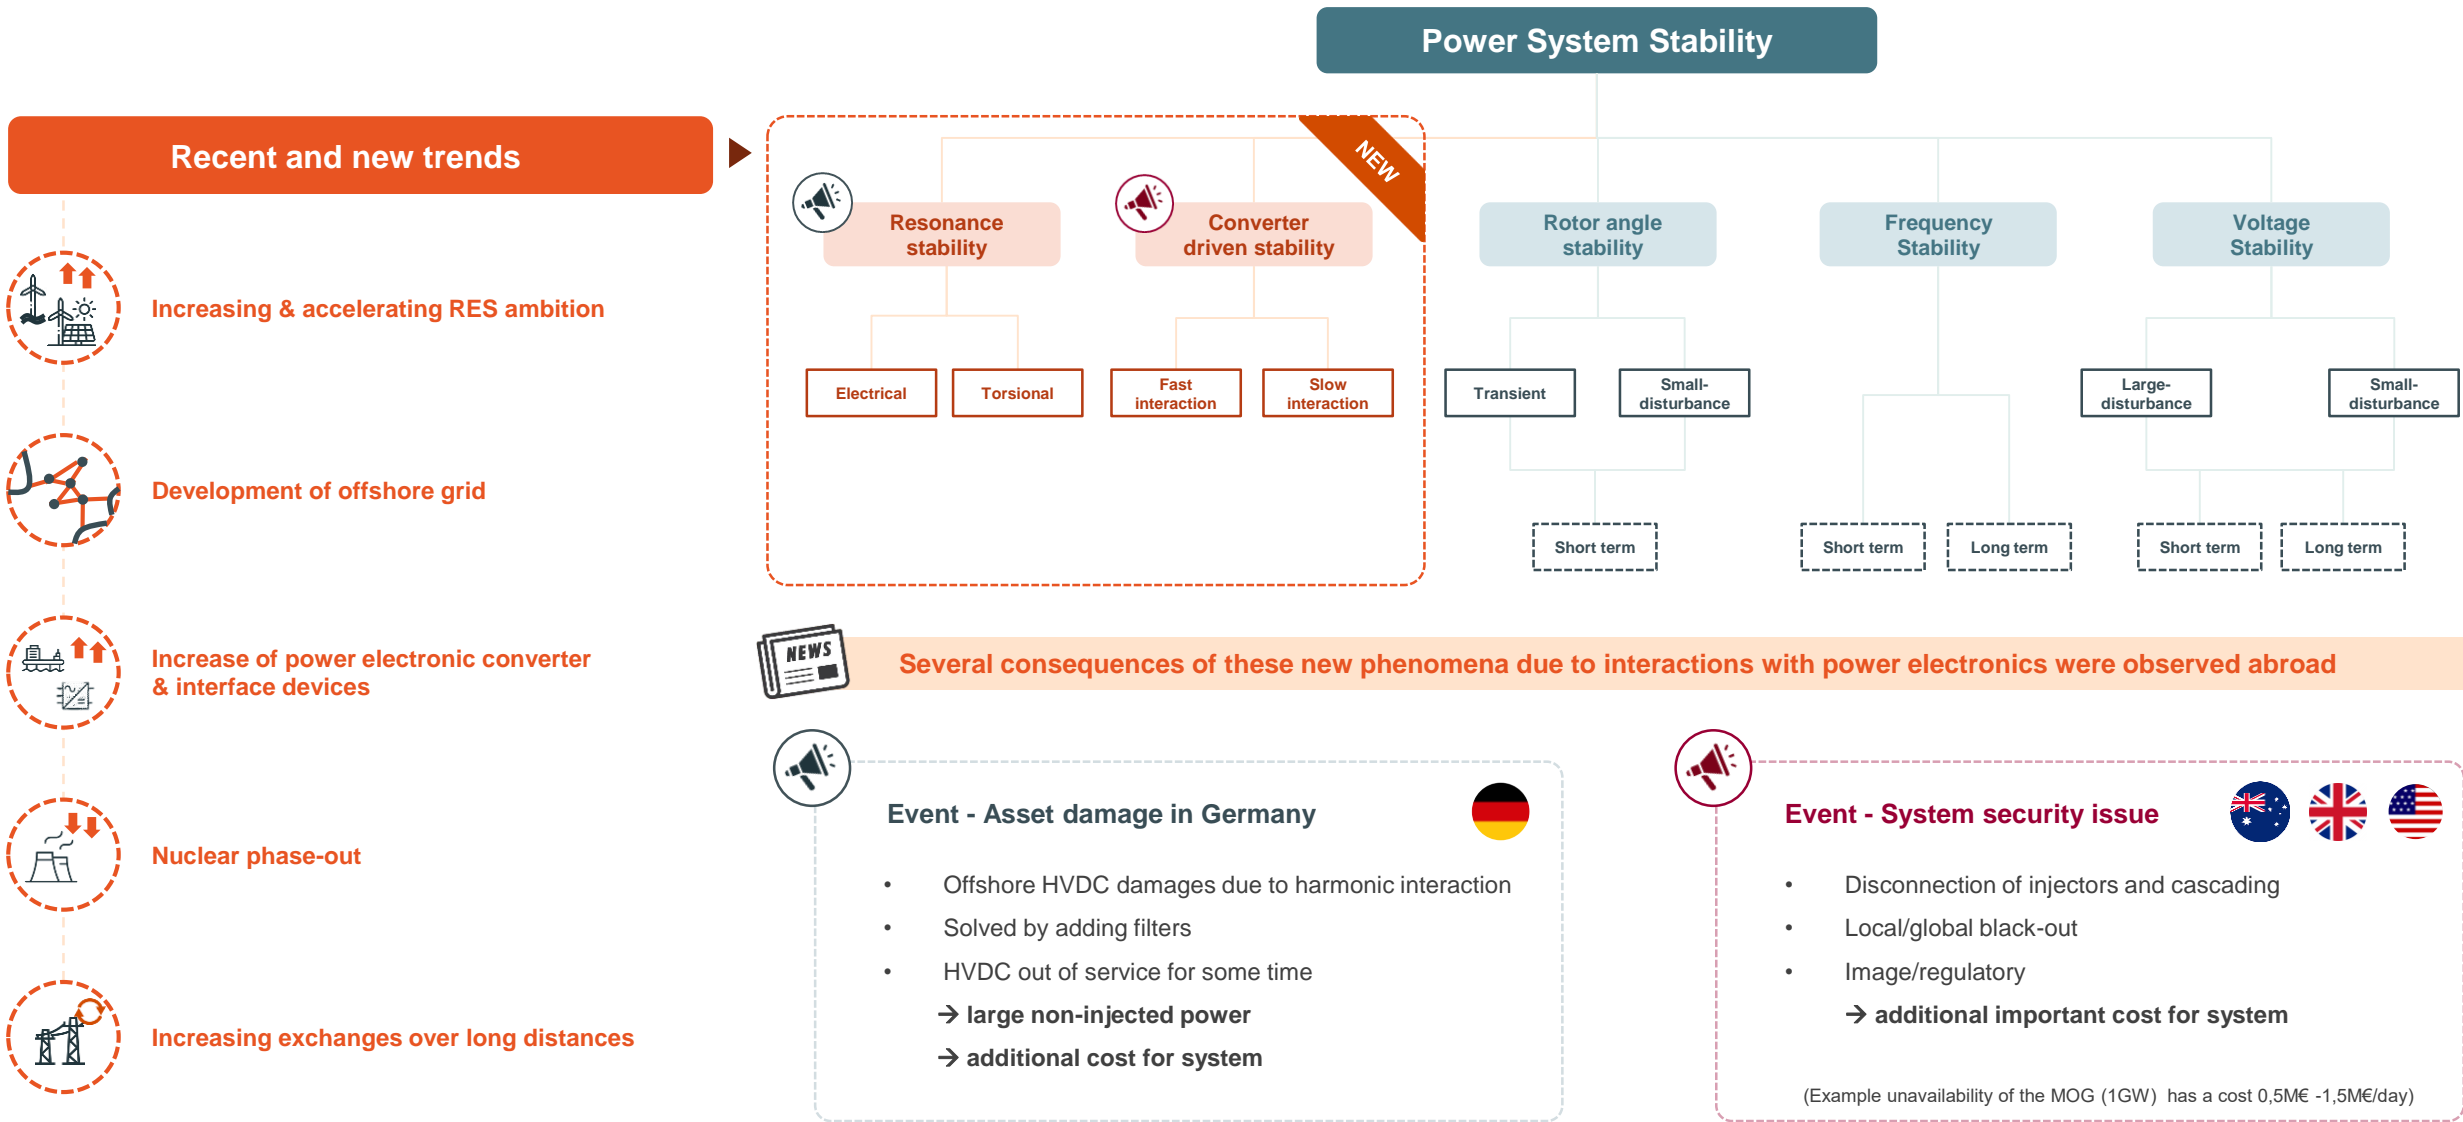 Power System Stability
Recent and new trends
NEW
Resonance
stability
Converter
driven stability
Rotor angle
stability
Frequency
Stability
Voltage
Stability
Increasing & accelerating RES ambition
Electrical
Torsional
Fast
interaction
Slow
interaction
Transient
Small-
disturbance
Large-
disturbance
Small-
disturbance
Development of offshore grid
Short term
Short term
Long term
Short term
Long term
Increase of power electronic converter
& interface devices
NEWS
Several consequences of these new phenomena due to interactions with power electronics were observed abroad
Nuclear phase-out
Increasing exchanges over long distances
Event - Asset damage in Germany
• Offshore HVDC damages due to harmonic interaction
• Solved by adding filters
• HVDC out of service for some time
→ large non-injected power
→ additional cost for system
Event - System security issue
• Disconnection of injectors and cascading
• Local/global black-out
• Image/regulatory
→ additional important cost for system
(Example unavailability of the MOG (1GW) has a cost 0,5M€ -1,5M€/day)